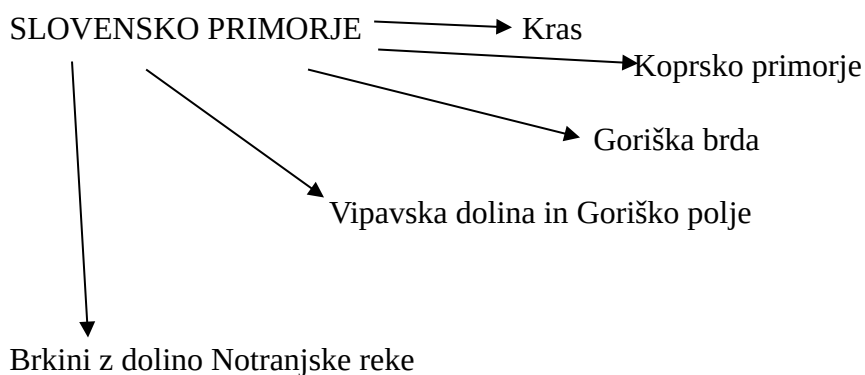 SLOVENSKO PRIMORJE
Kras
Koprsko primorje
Goriška brda
Vipavska dolina in Goriško polje
Brkini z dolino Notranjske reke